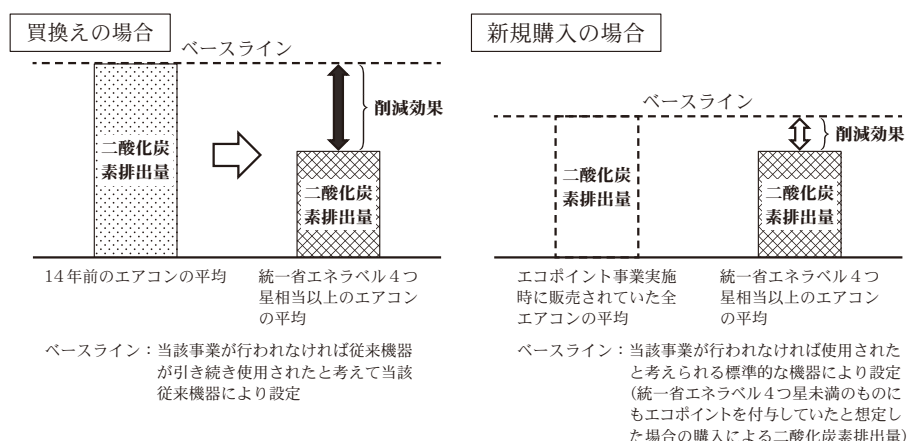 買換えの場合
ベースライン
削減効果
二酸化炭
素排出量
二酸化炭
素排出量
14年前のエアコンの平均
統一省エネラベル4つ
星相当以上のエアコン
の平均
ベースライン：当該事業が行われなければ従来機器
が引き続き使用されたと考えて当該
従来機器により設定
新規購入の場合
ベースライン
削減効果
二酸化炭
素排出量
二酸化炭
素排出量
エコポイント事業実施
時に販売されていた全
エアコンの平均
統一省エネラベル4つ
星相当以上のエアコン
の平均
ベースライン：当該事業が行われなければ使用された
と考えられる標準的な機器により設定
(統一省エネラベル4つ星未満のものに
もエコポイントを付与していたと想定し
た場合の購入による二酸化炭素排出量)